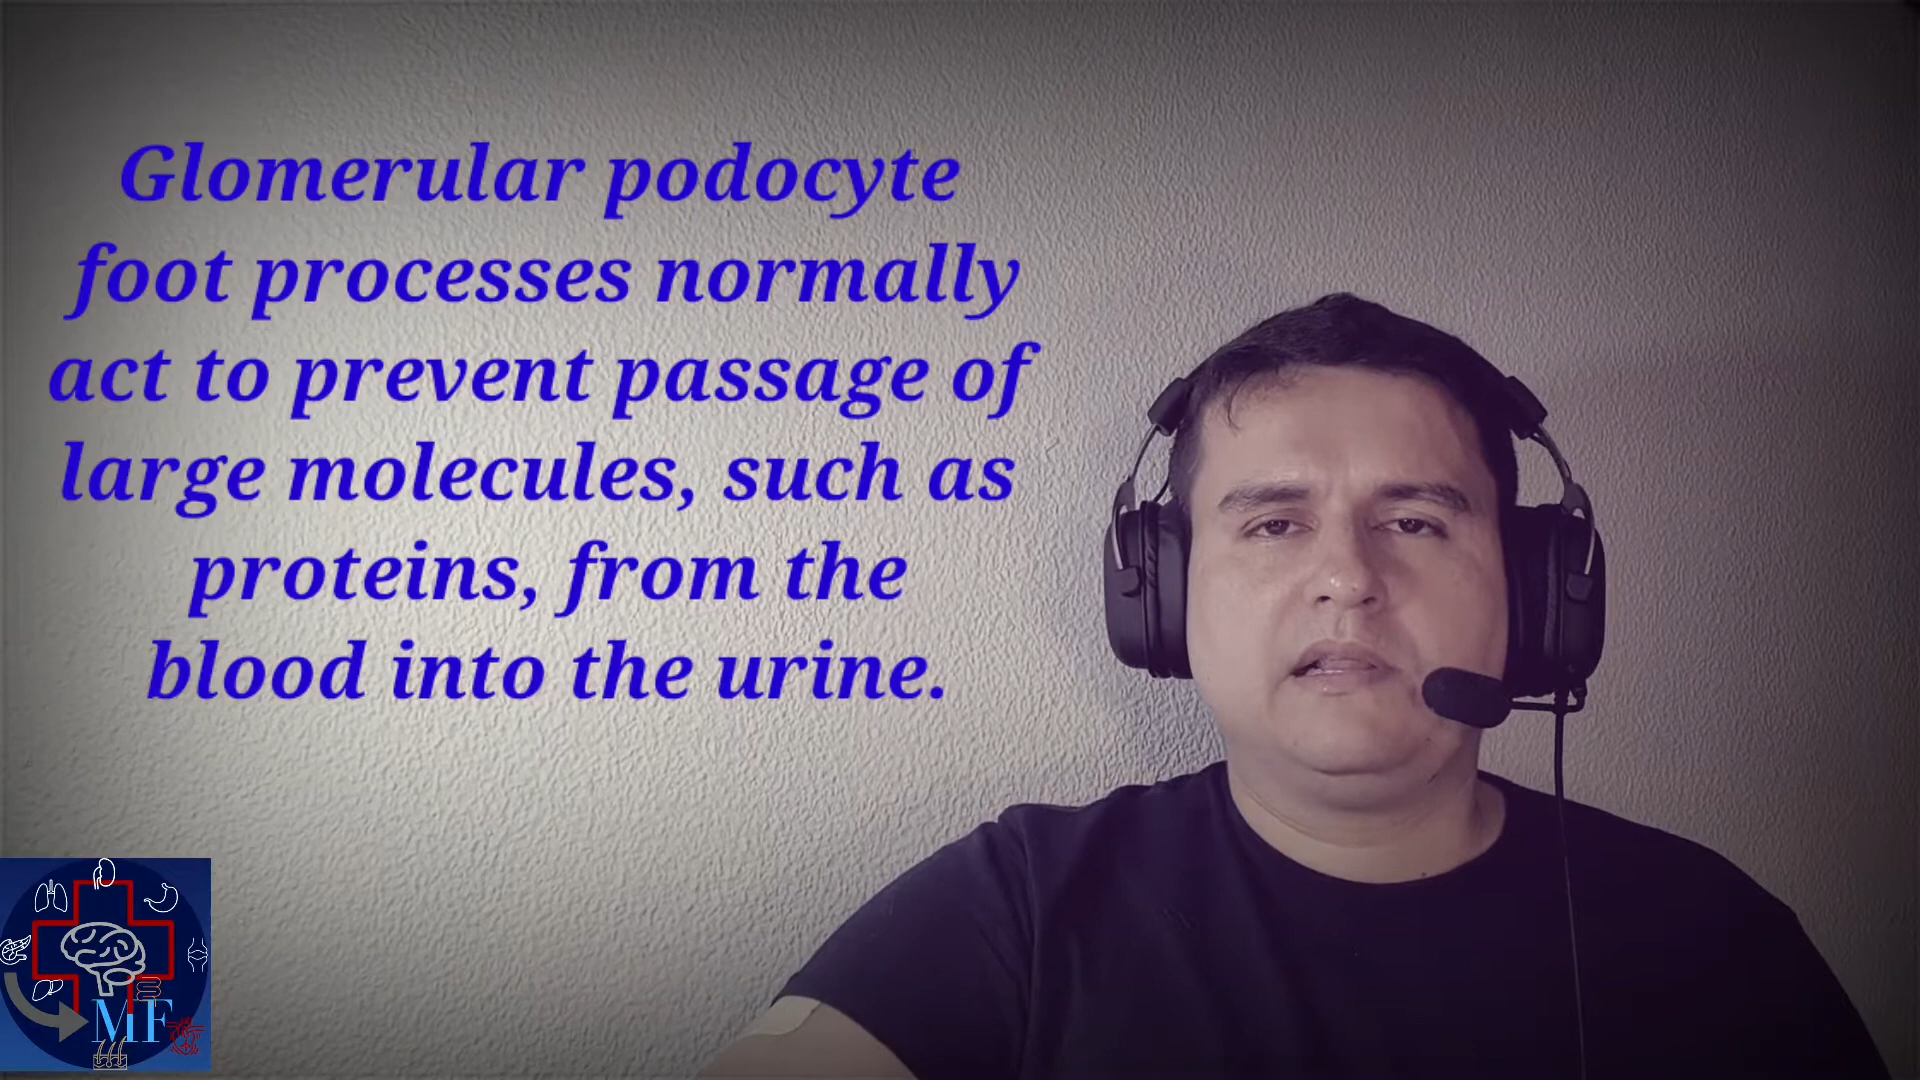 Glomerular podocyte
foot processes normally
act to prevent passage of
large molecules, such as
proteins, from the
blood into the urine.
MF